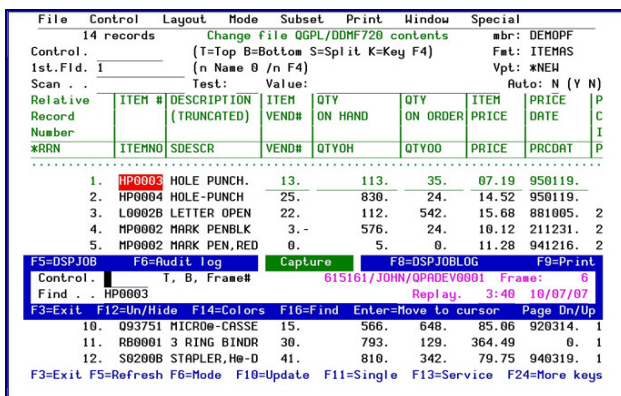 File Control Layout Mode Subset Print Window Special
14 records Change file QGPL/DDMF720 contents mbr: DEMOPF
Control. (T=Top B=Bottom S=Split K=Key F4) Fmt: ITEMAS
1st.Fld. 1 (n Name @ /n F4) Vpt: *NEW
Scan . . Test: Value: Auto: N (Y N)
Relative ITEM # DESCRIPTION ITEM QTY QTY ITEM PRICE P
Record (TRUNCATED) VEND# ON HAND ON ORDER PRICE DATE C
Number I
*RRN ITEMNO SDESCR VEND# QTYOH QTYOO PRICE PRCDAT P
1. HP0003 HOLE PUNCH. 13. 113. 35. 07.19 950119.
2. HP0004 HOLE-PUNCH 25. 830. 24. 14.52 950119.
3. L0002B LETTER OPEN 22. 112. 542. 15.68 881005. 2
4. MP0002 MARK PENBLK 3.- 576. 24. 10.12 211231. 2
5. MP0002 MARK PEN,RED 0. 5. 0. 11.28 941216. 2
F5=DSPJOB F6=Audit log Capture F8=DSPJOBLOG F9=Print
Control. T, B, Frame# 615161/JOHN/QPADEV0001 Frame: 6
Find . . HP0003 Replay. 3:40 10/07/07
F3=Exit F12=Un/Hide F14=Colors F16=Find Enter=Move to cursor Page Dn/Up
10. Q93751 MICRO@-CASSE 15. 566. 648. 85.06 920314. 1
11. RB0001 3 RING BINDR 30. 793. 129. 364.49 0. 1
12. S0200B STAPLER,H@-D 41. 810. 342. 79.75 940319. 1
F3=Exit F5=Refresh F6=Mode F10=Update F11=Single F13=Service F24=More keys